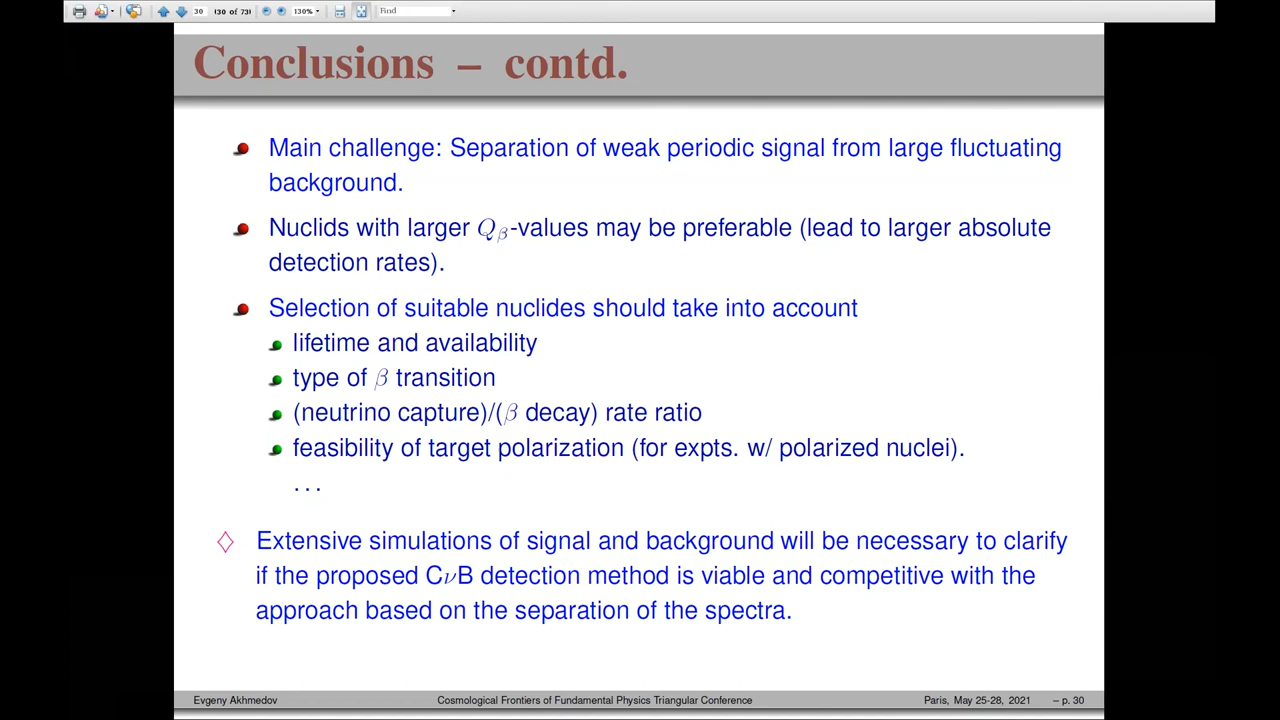 30 (30 of 73) 130% Find
Conclusions – contd.
Main challenge: Separation of weak periodic signal from large fluctuating
background.
Nuclids with larger Qβ-values may be preferable (lead to larger absolute
detection rates).
Selection of suitable nuclides should take into account
lifetime and availability
type of β transition
(neutrino capture)/(β decay) rate ratio
feasibility of target polarization (for expts. w/ polarized nuclei).
. . .
Extensive simulations of signal and background will be necessary to clarify
if the proposed CνB detection method is viable and competitive with the
approach based on the separation of the spectra.
Evgeny Akhmedov Cosmological Frontiers of Fundamental Physics Triangular Conference Paris, May 25-28, 2021 – p. 30